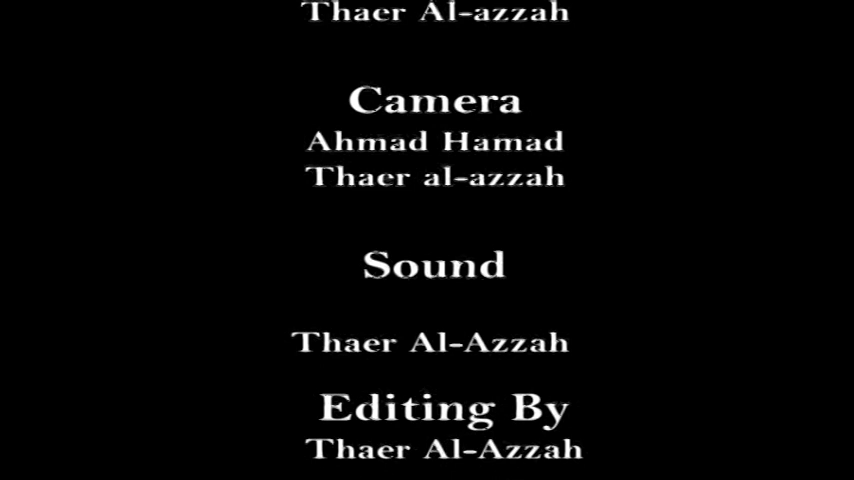 Thaer Al-azzah
Camera
Ahmad Hamad
Thaer al-azzah
Sound
Thaer Al-Azzah
Editing By
Thaer Al-Azzah